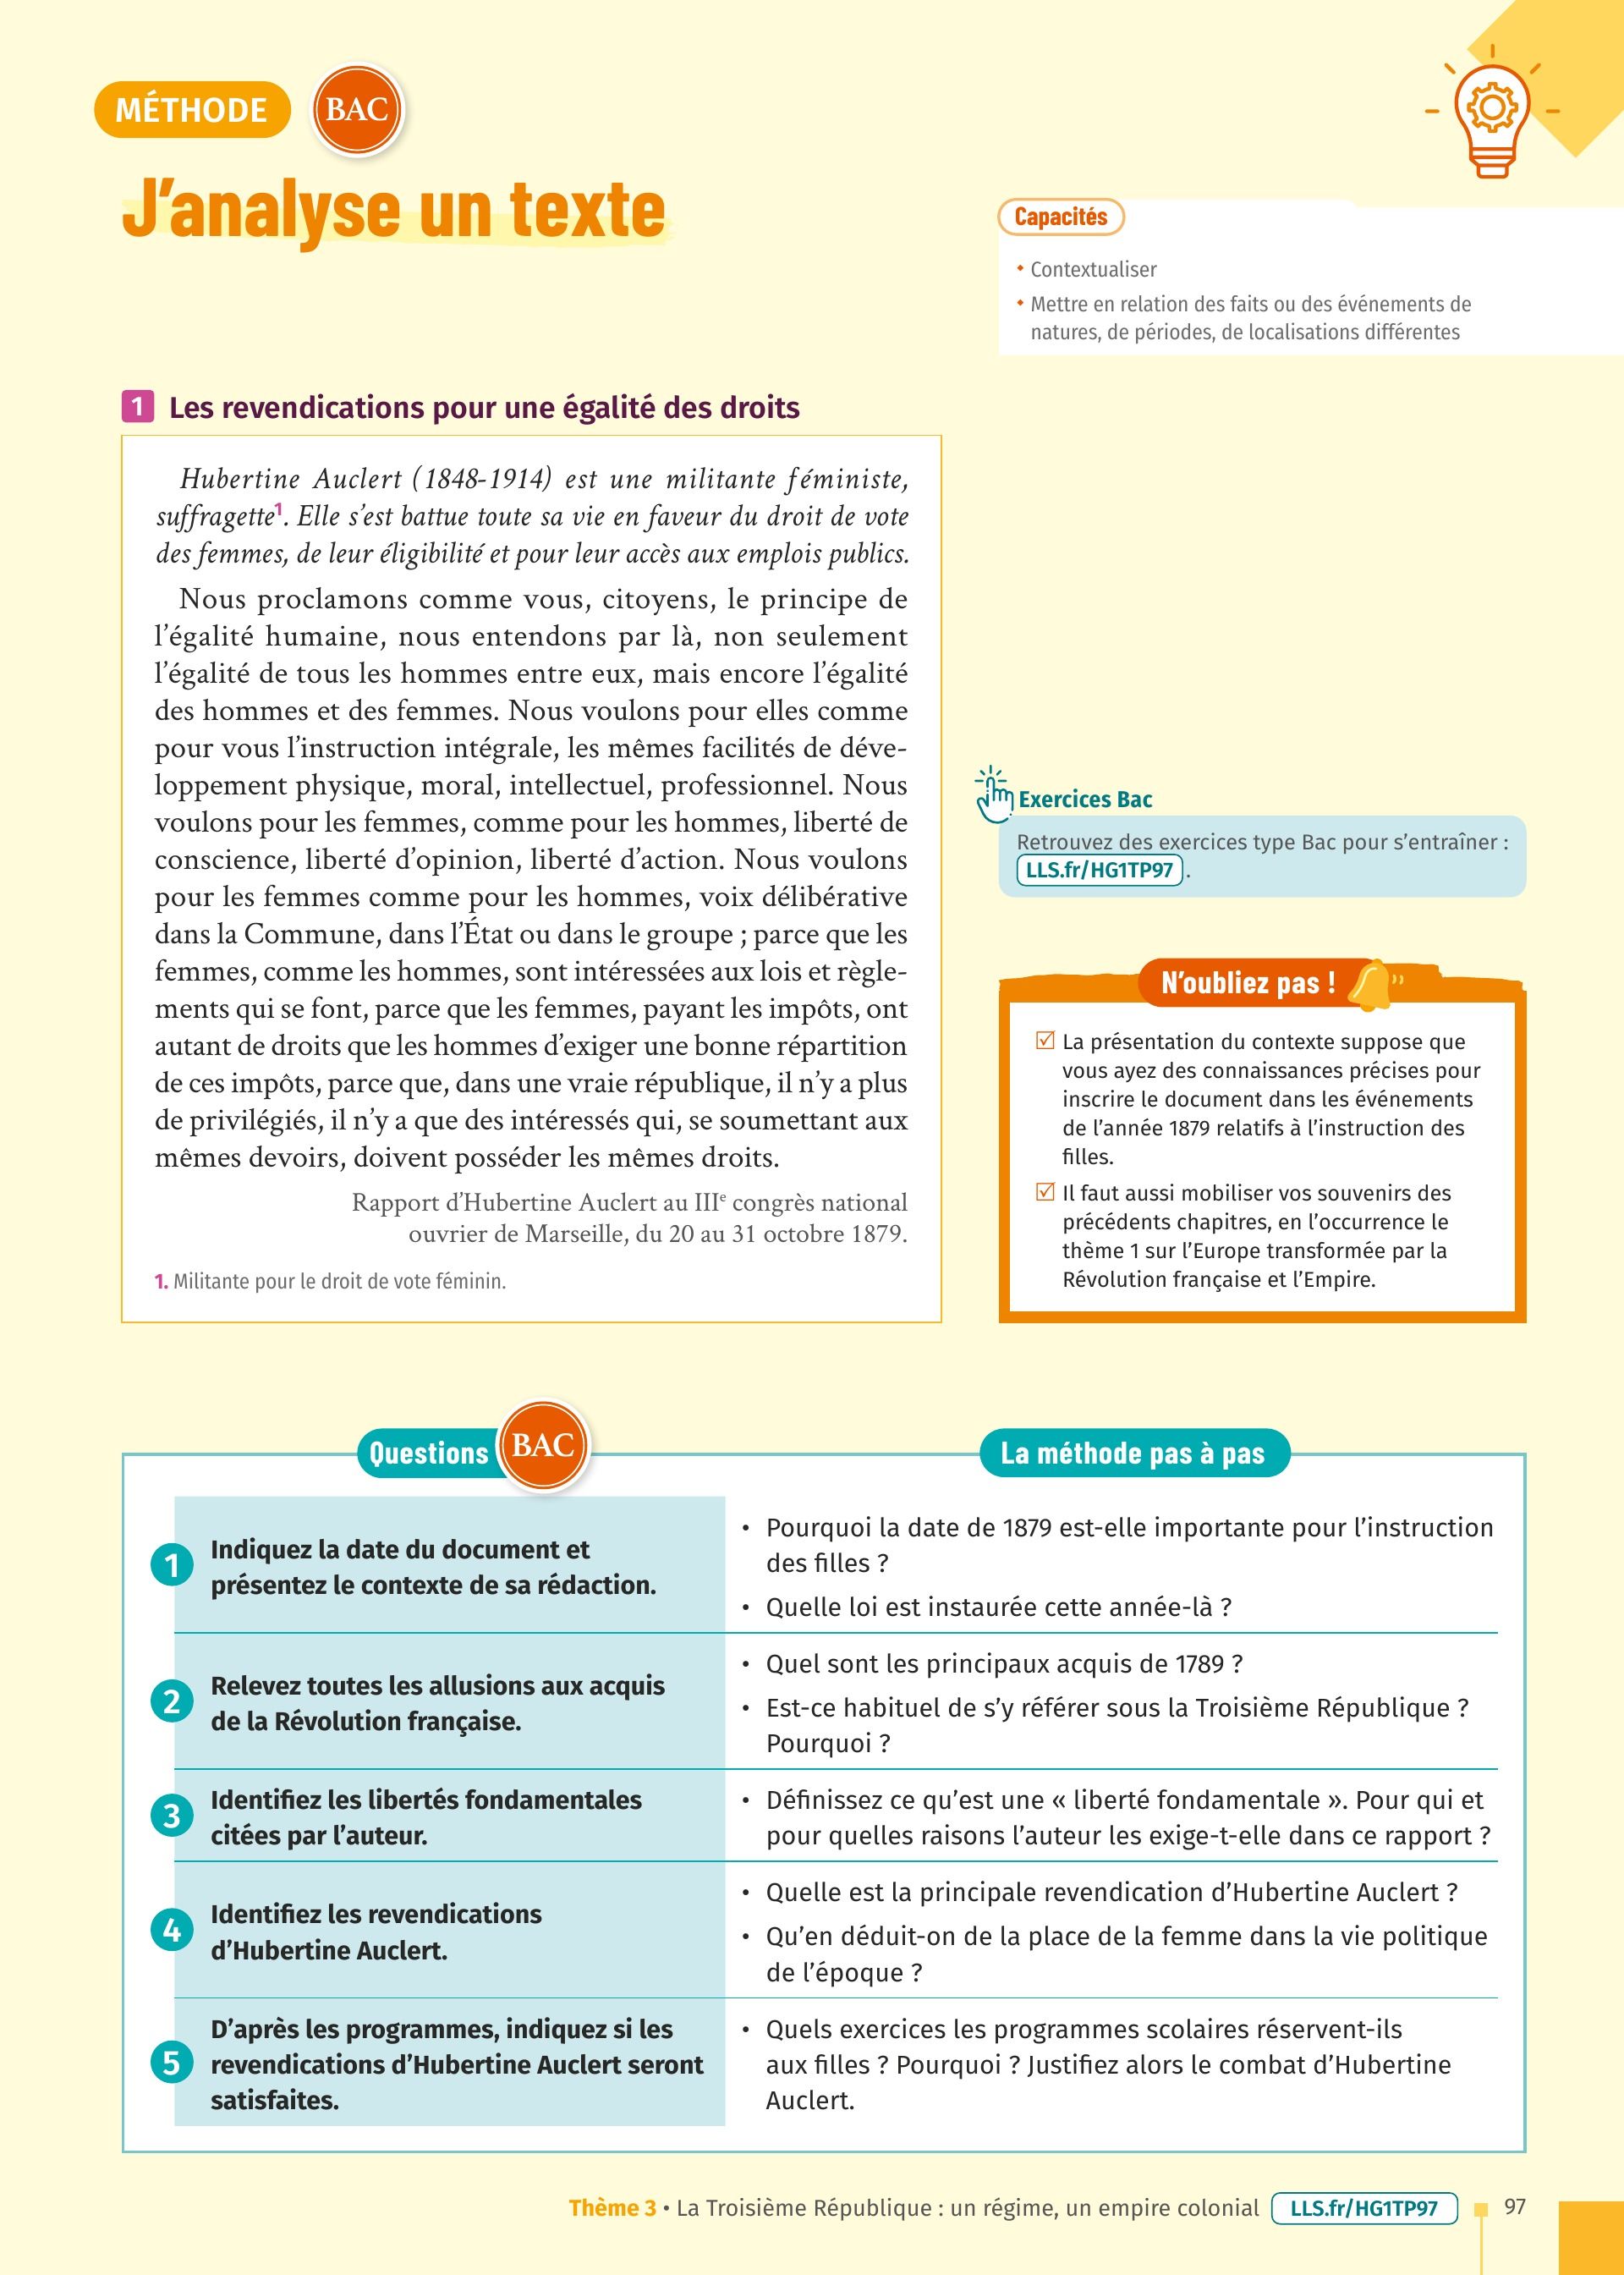 MÉTHODE
BAC
J'analyse un texte
Capacités
• Contextualiser
• Mettre en relation des faits ou des événements de
natures, de périodes, de localisations différentes
1 Les revendications pour une égalité des droits
Hubertine Auclert (1848-1914) est une militante féministe,
suffragette1. Elle s'est battue toute sa vie en faveur du droit de vote
des femmes, de leur éligibilité et pour leur accès aux emplois publics.
Nous proclamons comme vous, citoyens, le principe de
l'égalité humaine, nous entendons par là, non seulement
l'égalité de tous les hommes entre eux, mais encore l'égalité
des hommes et des femmes. Nous voulons pour elles comme
pour vous l'instruction intégrale, les mêmes facilités de déve-
loppement physique, moral, intellectuel, professionnel. Nous
voulons pour les femmes, comme pour les hommes, liberté de
conscience, liberté d'opinion, liberté d'action. Nous voulons
pour les femmes comme pour les hommes, voix délibérative
dans la Commune, dans l'État ou dans le groupe ; parce que les
femmes, comme les hommes, sont intéressées aux lois et règle-
ments qui se font, parce que les femmes, payant les impôts, ont
autant de droits que les hommes d'exiger une bonne répartition
de ces impôts, parce que, dans une vraie république, il n'y a plus
de privilégiés, il n'y a que des intéressés qui, se soumettant aux
mêmes devoirs, doivent posséder les mêmes droits.
Rapport d'Hubertine Auclert au IIIe congrès national
ouvrier de Marseille, du 20 au 31 octobre 1879.
1. Militante pour le droit de vote féminin.
Exercices Bac
Retrouvez des exercices type Bac pour s'entraîner :
LLS.fr/HG1TP97 .
N'oubliez pas !
La présentation du contexte suppose que
vous ayez des connaissances précises pour
inscrire le document dans les événements
de l'année 1879 relatifs à l'instruction des
filles.
Il faut aussi mobiliser vos souvenirs des
précédents chapitres, en l'occurrence le
thème 1 sur l'Europe transformée par la
Révolution française et l'Empire.
Questions BAC
La méthode pas à pas
1 Indiquez la date du document et
présentez le contexte de sa rédaction.
• Pourquoi la date de 1879 est-elle importante pour l'instruction
des filles ?
• Quelle loi est instaurée cette année-là ?
2 Relevez toutes les allusions aux acquis
de la Révolution française.
• Quel sont les principaux acquis de 1789 ?
• Est-ce habituel de s'y référer sous la Troisième République ?
Pourquoi ?
3 Identifiez les libertés fondamentales
citées par l'auteur.
• Définissez ce qu'est une « liberté fondamentale ». Pour qui et
pour quelles raisons l'auteur les exige-t-elle dans ce rapport ?
4 Identifiez les revendications
d'Hubertine Auclert.
• Quelle est la principale revendication d'Hubertine Auclert ?
• Qu'en déduit-on de la place de la femme dans la vie politique
de l'époque ?
5 D'après les programmes, indiquez si les
revendications d'Hubertine Auclert seront
satisfaites.
• Quels exercices les programmes scolaires réservent-ils
aux filles ? Pourquoi ? Justifiez alors le combat d'Hubertine
Auclert.
Thème 3 • La Troisième République : un régime, un empire colonial LLS.fr/HG1TP97 97